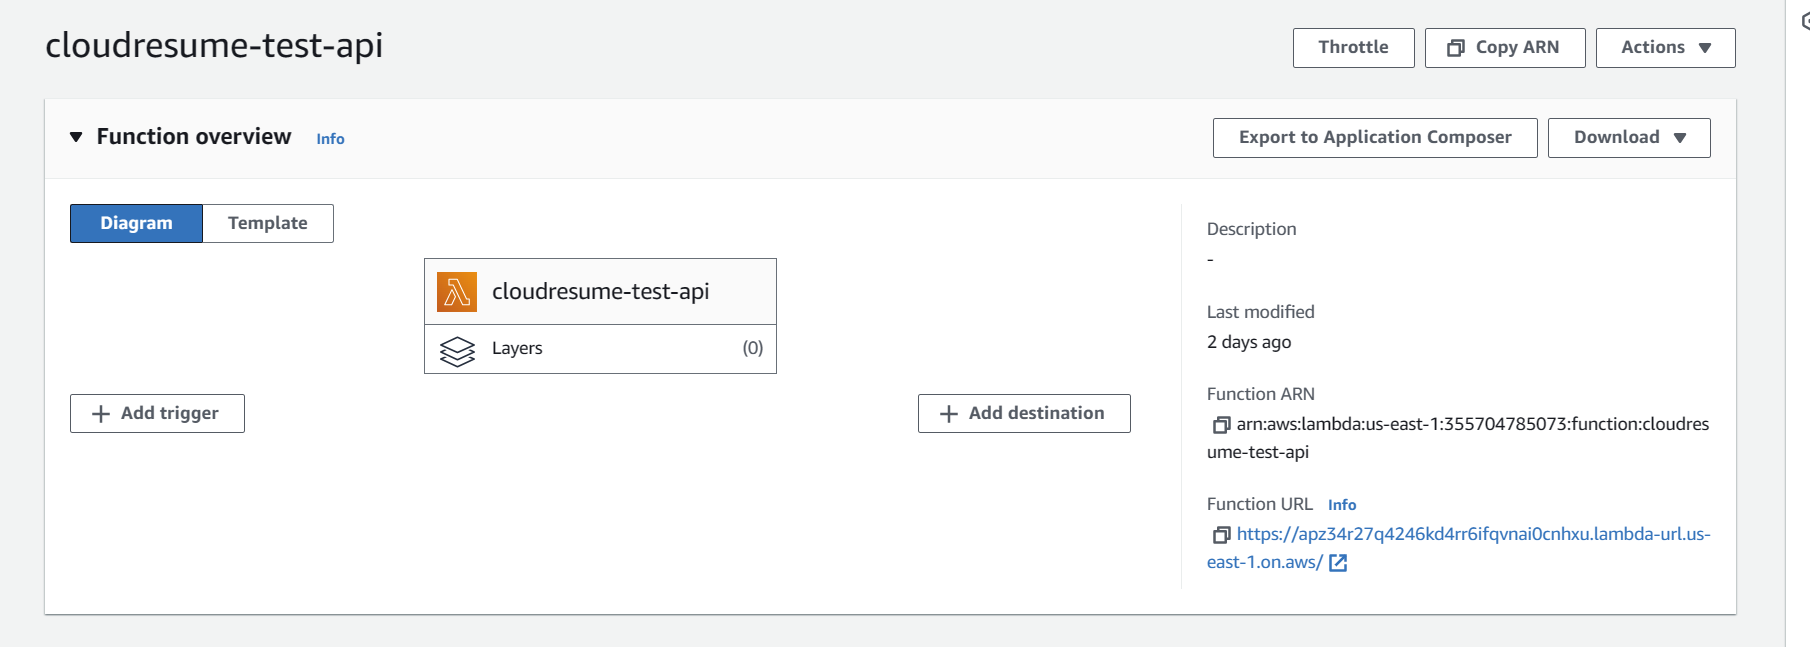 cloudresume-test-api
Throttle
Copy ARN
Actions
Function overview
Info
Export to Application Composer
Download
Diagram
Template
cloudresume-test-api
Layers
(0)
Add trigger
Add destination
Description
-
Last modified
2 days ago
Function ARN
arn:aws:lambda:us-east-1:355704785073:function:cloudres
ume-test-api
Function URL Info
https://apz34r27q4246kd4rr6ifqvnai0cnhxu.lambda-url.us-
east-1.on.aws/